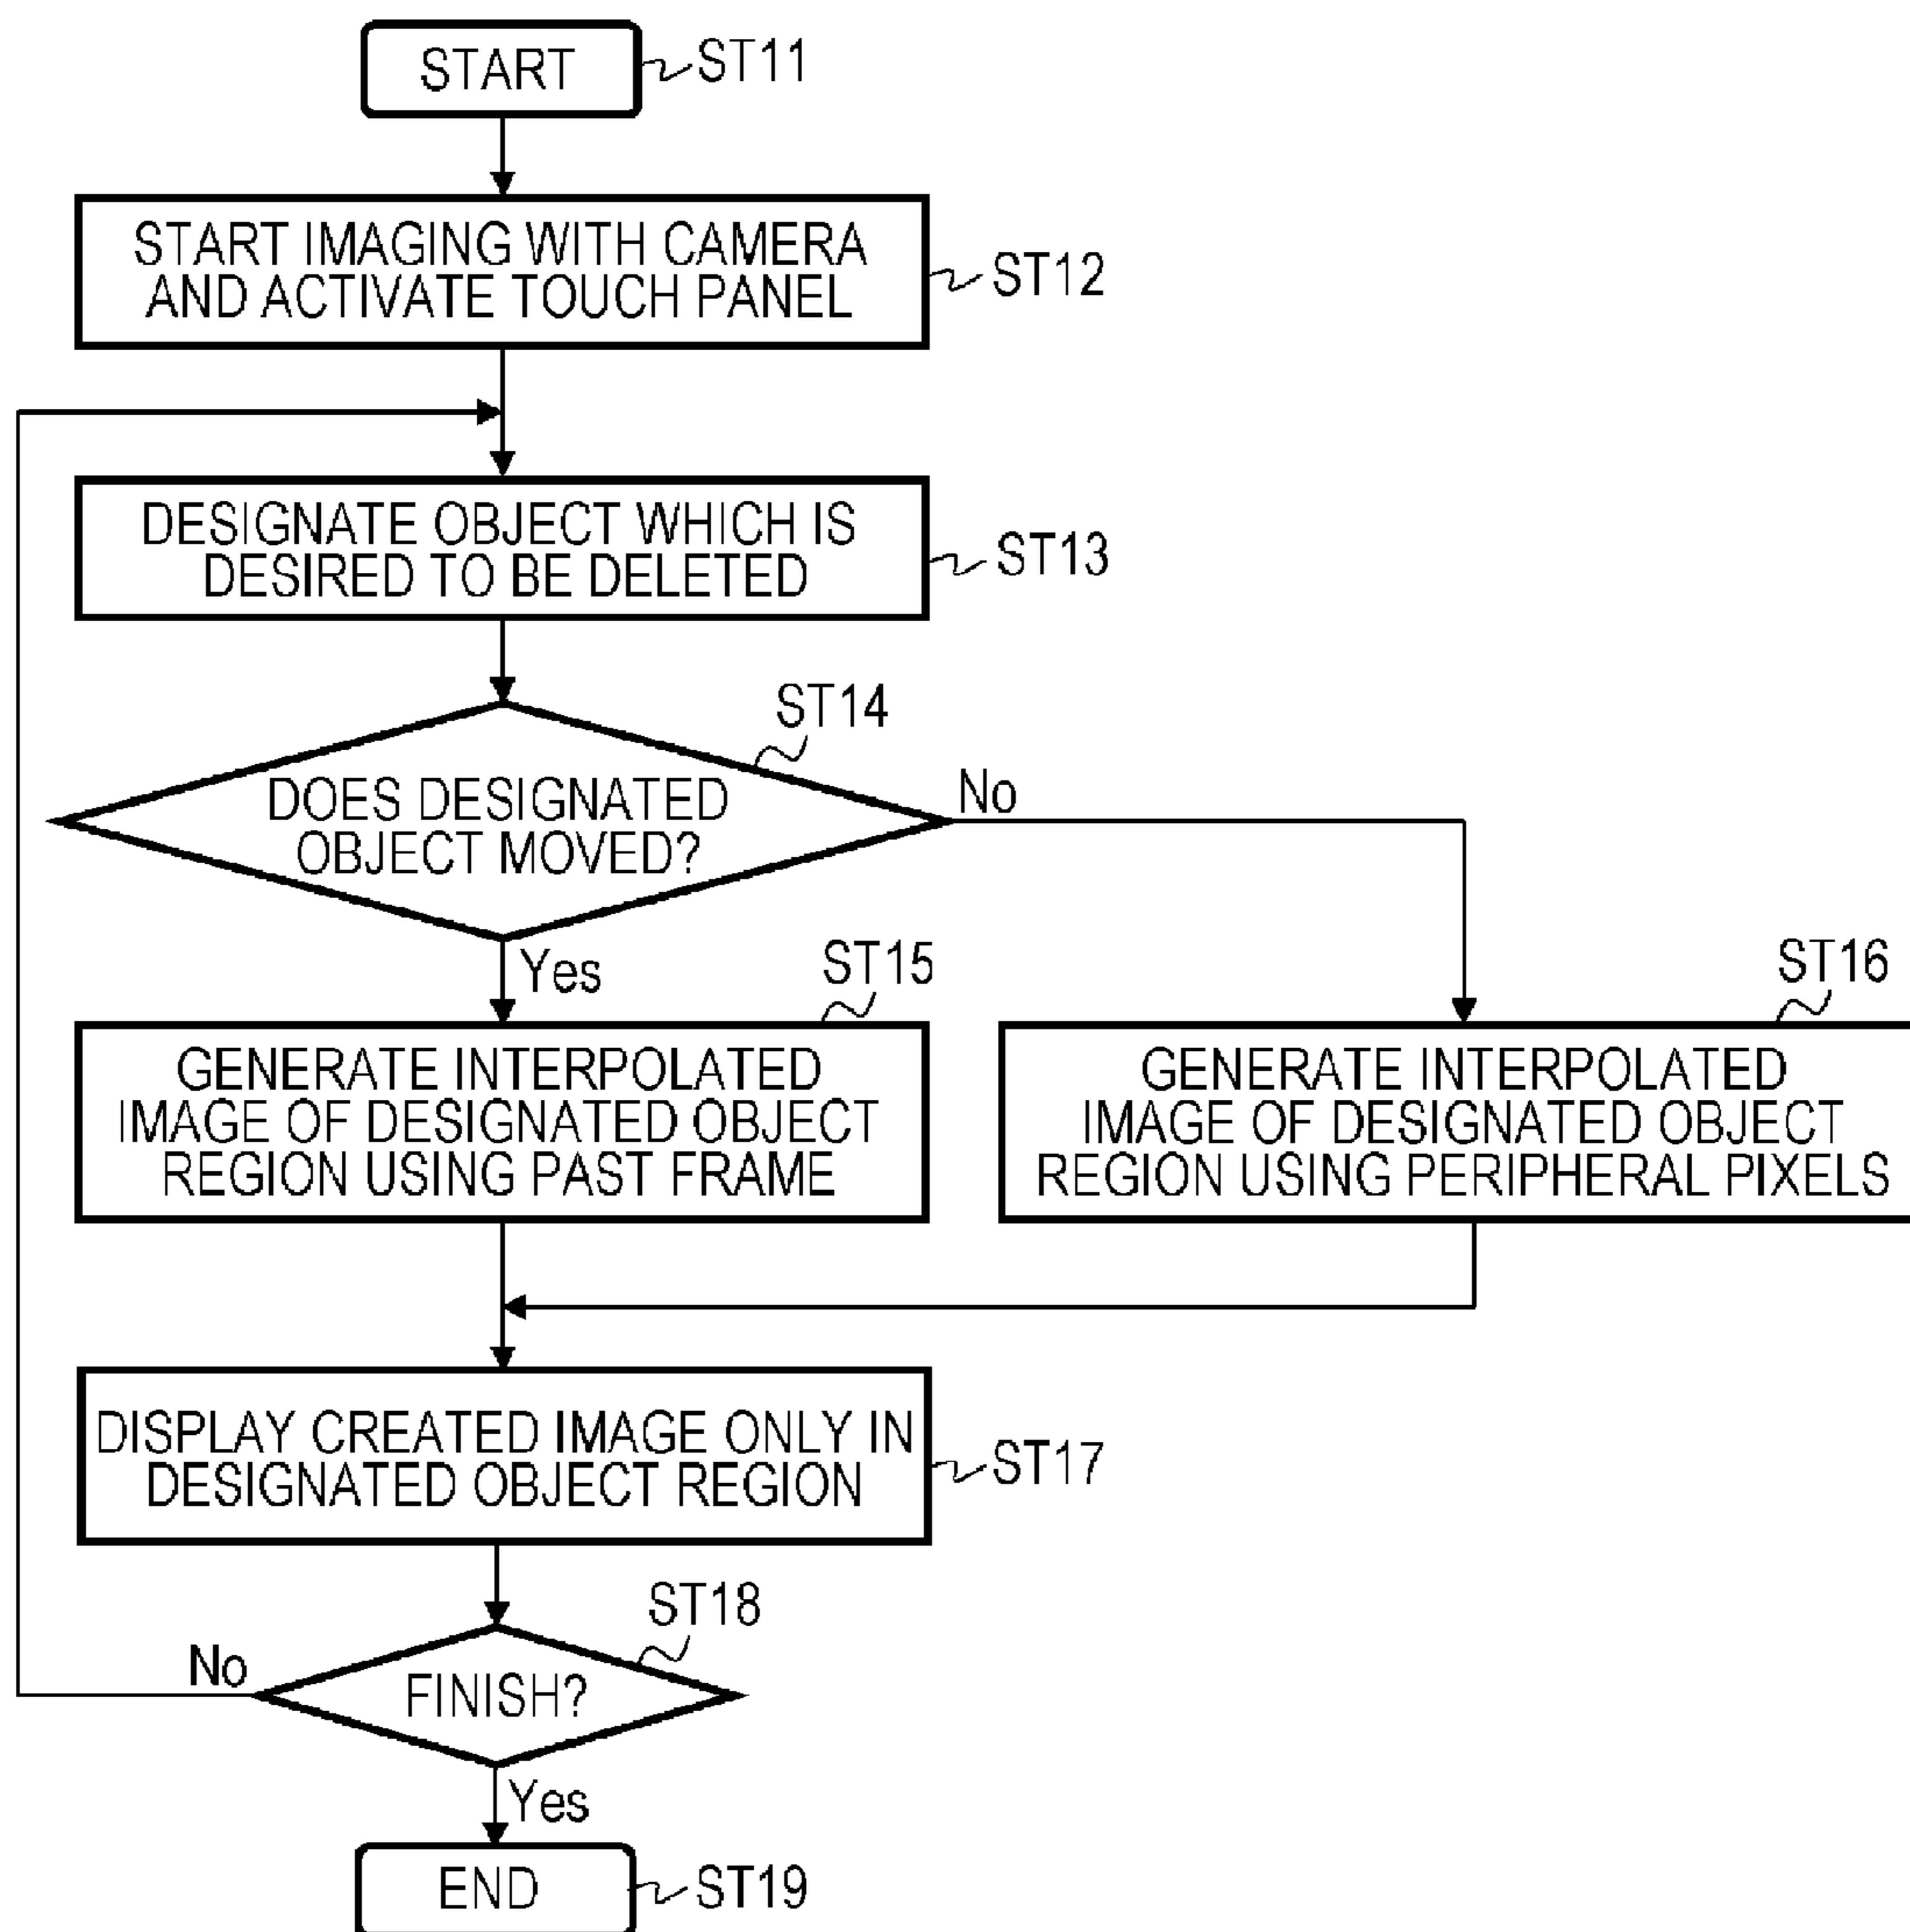 START
ST11
START IMAGING WITH CAMERA
AND ACTIVATE TOUCH PANEL
ST12
DESIGNATE OBJECT WHICH IS
DESIRED TO BE DELETED
ST13
ST14
DOES DESIGNATED
OBJECT MOVED?
No
Yes
ST15
GENERATE INTERPOLATED
IMAGE OF DESIGNATED OBJECT
REGION USING PAST FRAME
ST16
GENERATE INTERPOLATED
IMAGE OF DESIGNATED OBJECT
REGION USING PERIPHERAL PIXELS
DISPLAY CREATED IMAGE ONLY IN
DESIGNATED OBJECT REGION
ST17
ST18
No
FINISH?
Yes
END
ST19